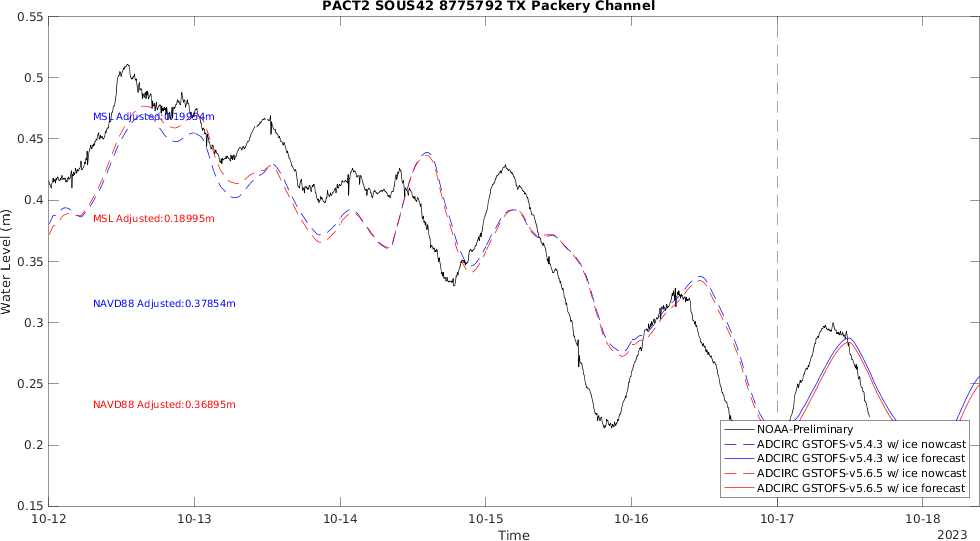 PACT2 SOUS42 8775792 TX Packery Channel
Water Level (m)
0.55
0.5
0.45
0.4
0.35
0.3
0.25
0.2
0.15
MSL Adjusted:0.19954m
MSL Adjusted:0.18995m
NAVD88 Adjusted:0.37854m
NAVD88 Adjusted:0.36895m
NOAA-Preliminary
ADCIRC GSTOFS-v5.4.3 w/ ice nowcast
ADCIRC GSTOFS-v5.4.3 w/ ice forecast
ADCIRC GSTOFS-v5.6.5 w/ ice nowcast
ADCIRC GSTOFS-v5.6.5 w/ ice forecast
10-12 10-13 10-14 10-15 10-16 10-17 10-18
Time
2023